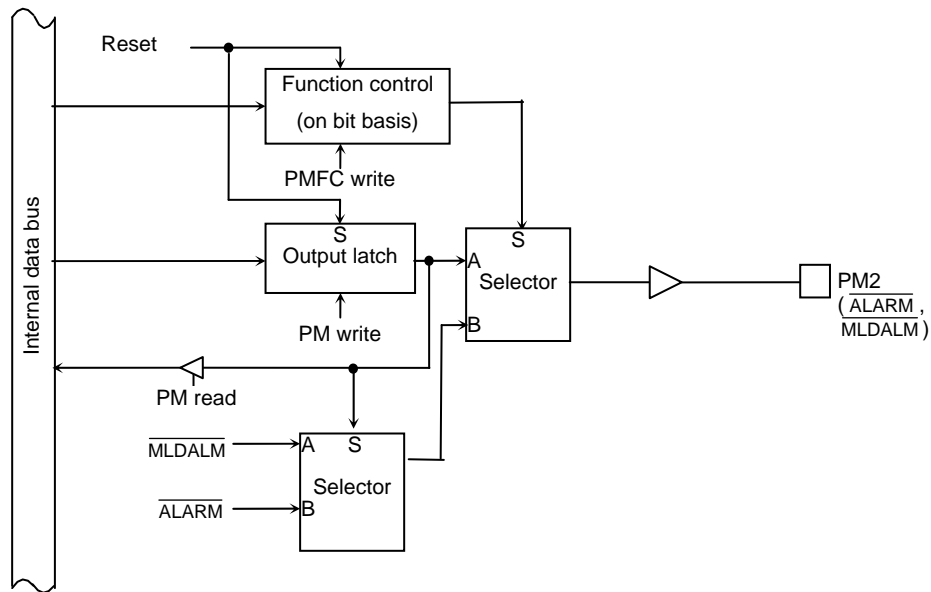 Reset
Function control
(on bit basis)
PMFC write
S
Output latch
PM write
Internal data bus
S
A
Selector
B
PM2
(ALARM,
MLDALM)
PM read
MLDALM
A
S
Selector
ALARM
B